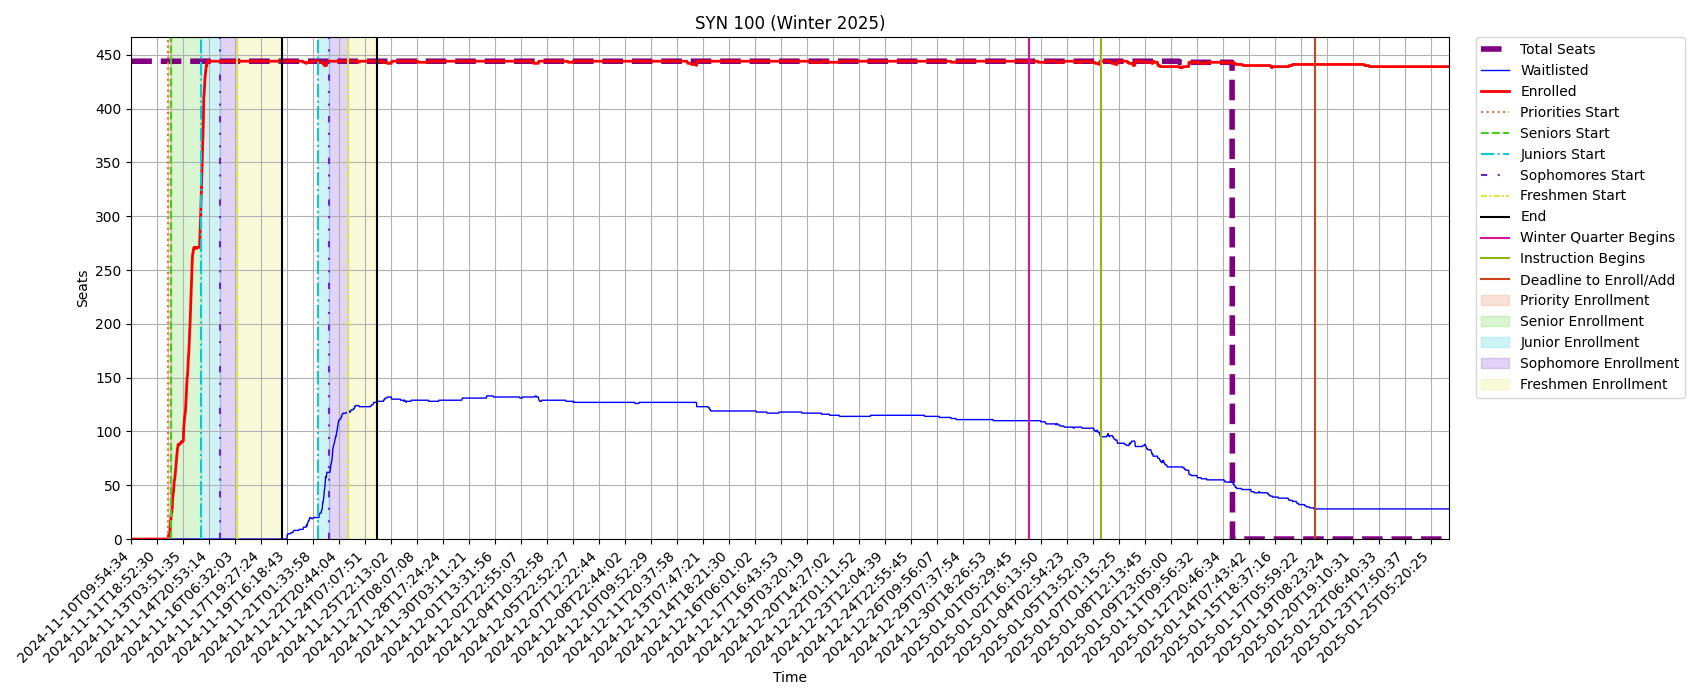 SYN 100 (Winter 2025)
450
400
350
300
250
200
150
100
50
0
Seats
2024-11-10T09:54:34
2024-11-11T18:52:30
2024-11-13T03:51:35
2024-11-14T20:53:14
2024-11-16T06:32:03
2024-11-17T19:27:24
2024-11-19T16:18:43
2024-11-21T01:33:58
2024-11-22T20:44:04
2024-11-24T07:07:51
2024-11-25T22:13:02
2024-11-27T08:07:08
2024-11-28T17:24:24
2024-11-30T03:11:21
2024-12-01T13:31:56
2024-12-02T22:55:07
2024-12-04T10:32:58
2024-12-05T22:52:27
2024-12-07T12:22:44
2024-12-08T22:44:02
2024-12-10T09:52:29
2024-12-11T20:37:58
2024-12-13T07:47:21
2024-12-14T18:21:30
2024-12-16T06:01:02
2024-12-17T16:43:53
2024-12-19T03:20:19
2024-12-20T14:27:02
2024-12-22T01:11:52
2024-12-23T12:04:39
2024-12-24T22:55:45
2024-12-26T09:56:07
2024-12-29T07:37:54
2024-12-30T18:26:53
2025-01-01T05:29:45
2025-01-02T16:13:50
2025-01-04T02:54:23
2025-01-05T13:52:03
2025-01-07T01:15:25
2025-01-08T12:13:45
2025-01-09T23:05:00
2025-01-11T09:56:32
2025-01-12T20:46:34
2025-01-14T07:43:42
2025-01-15T18:37:16
2025-01-17T05:59:22
2025-01-19T08:23:24
2025-01-20T19:10:31
2025-01-22T06:40:33
2025-01-23T17:50:37
2025-01-25T05:20:25
Time
Total Seats
Waitlisted
Enrolled
Priorities Start
Seniors Start
Juniors Start
Sophomores Start
Freshmen Start
End
Winter Quarter Begins
Instruction Begins
Deadline to Enroll/Add
Priority Enrollment
Senior Enrollment
Junior Enrollment
Sophomore Enrollment
Freshmen Enrollment